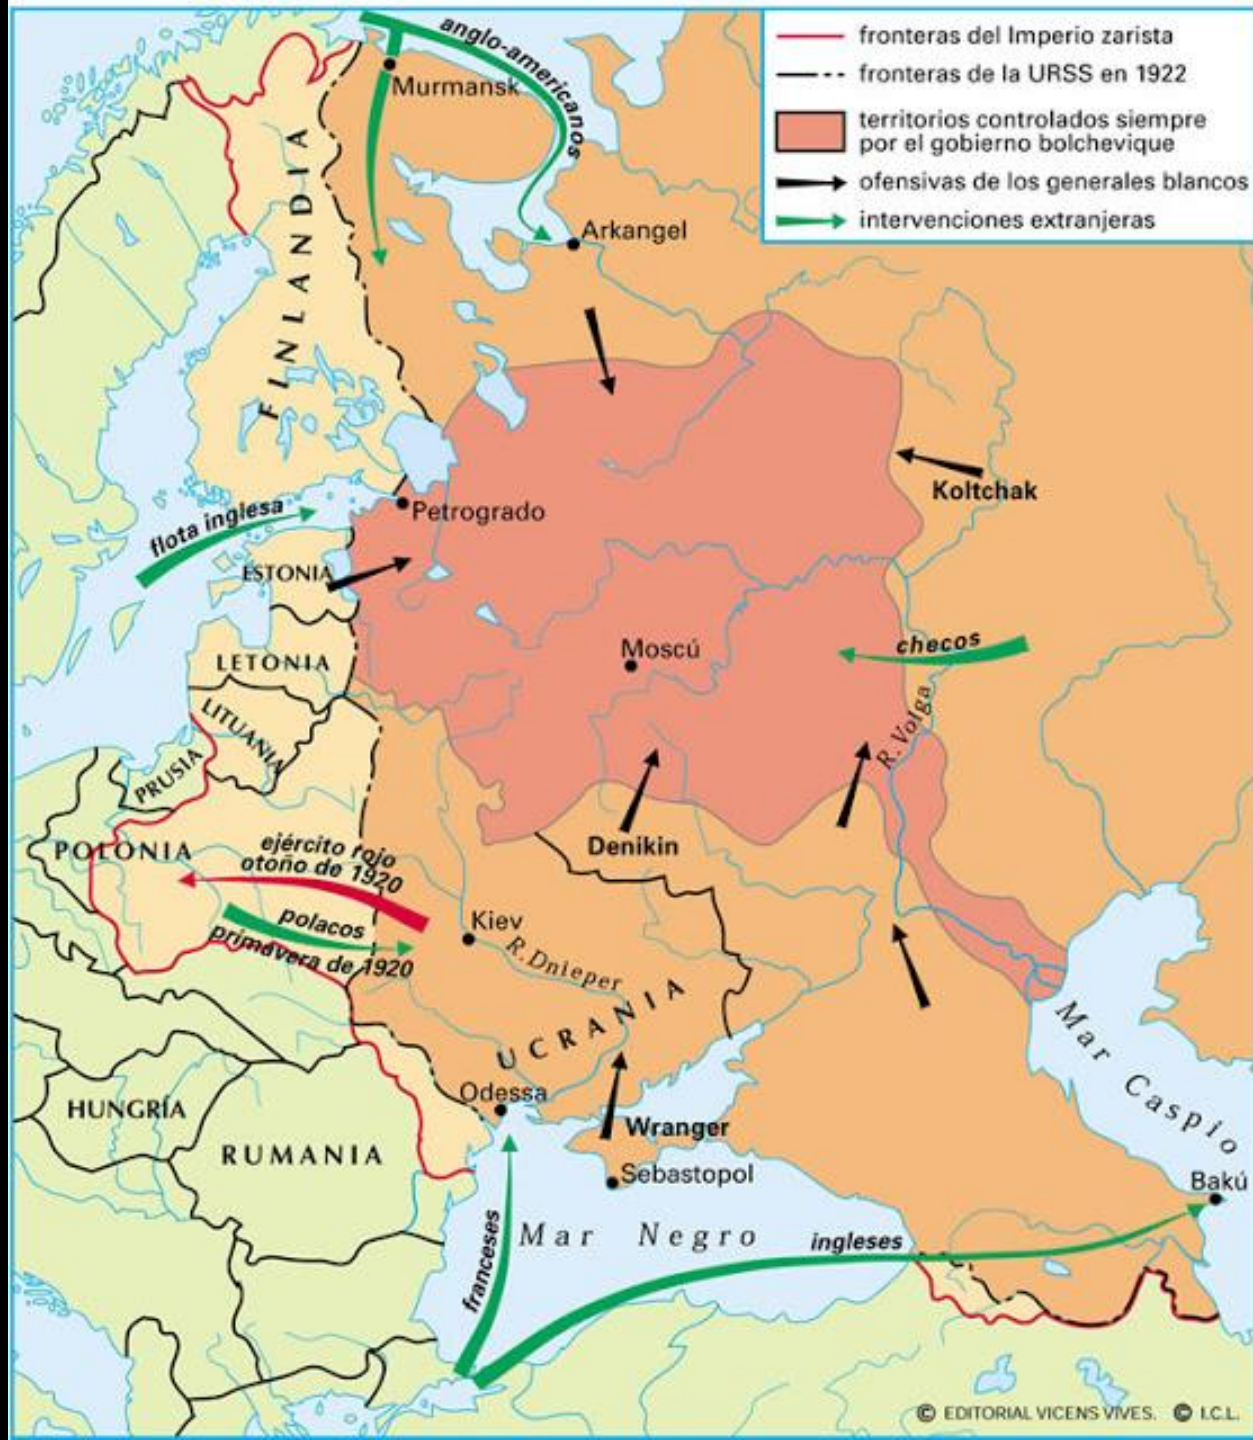 fronteras del Imperio zarista
fronteras de la URSS en 1922
territorios controlados siempre
por el gobierno bolchevique
ofensivas de los generales blancos
intervenciones extranjeras
anglo-americanos
Murmansk
Arkangel
FINLANDIA
Koltchak
flota inglesa
Petrogrado
ESTONIA
LETONIA
Moscú
checos
LITUANIA
R. Volga
PRUSIA
POLONIA
ejército rojo
otoño de 1920
Denikin
polacos
primavera de 1920
Kiev
R. Dnieper
UCRANIA
Mar Caspio
Odessa
HUNGRÍA
RUMANIA
Wranger
Sebastopol
Bakú
Mar Negro
ingleses
franceses
© EDITORIAL VICENS VIVES. © I.C.L.